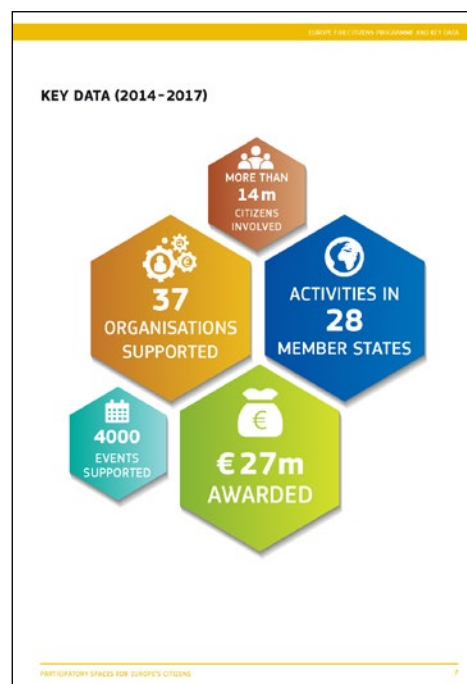 EUROPE FOR CITIZENS PROGRAMME AND KEY DATA
KEY DATA (2014–2017)
MORE THAN
14m
CITIZENS
INVOLVED
37
ORGANISATIONS
SUPPORTED
ACTIVITIES IN
28
MEMBER STATES
4000
EVENTS
SUPPORTED
€
€27m
AWARDED
PARTICIPATORY SPACES FOR EUROPE'S CITIZENS
7